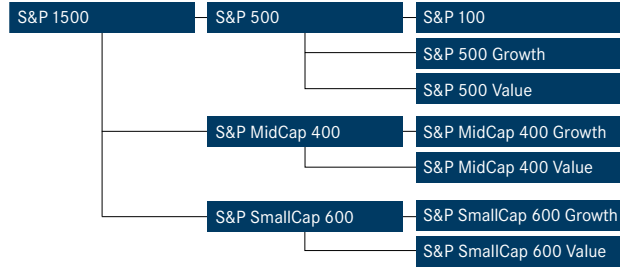 S&P 1500
S&P 500
S&P 100
S&P 500 Growth
S&P 500 Value
S&P MidCap 400
S&P MidCap 400 Growth
S&P MidCap 400 Value
S&P SmallCap 600
S&P SmallCap 600 Growth
S&P SmallCap 600 Value